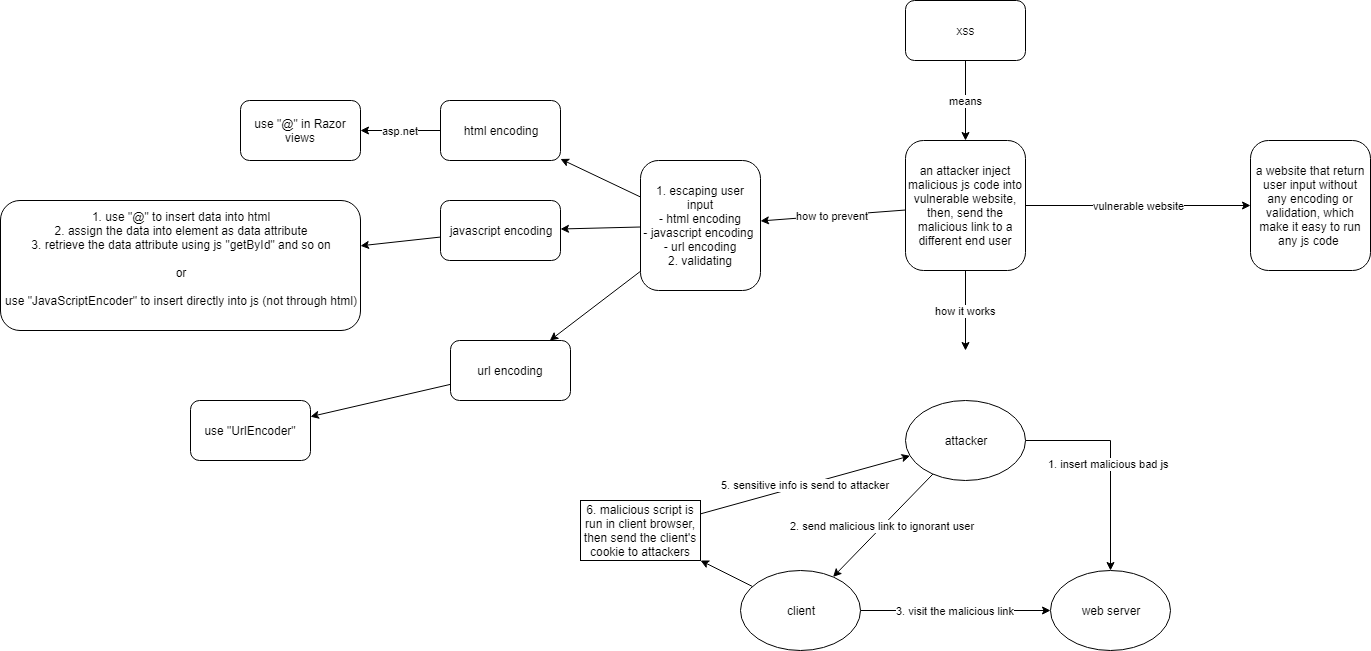 xss
means
an attacker inject
malicious js code into
vulnerable website,
then, send the
malicious link to a
different end user
vulnerable website
a website that return
user input without
any encoding or
validation, which
make it easy to run
any js code
how to prevent
1. escaping user
input
- html encoding
- javascript encoding
- url encoding
2. validating
html encoding
asp.net
use "@" in Razor
views
javascript encoding
1. use "@" to insert data into html
2. assign the data into element as data attribute
3. retrieve the data attribute using js "getById" and so on
or
use "JavaScriptEncoder" to insert directly into js (not through html)
url encoding
use "UrlEncoder"
how it works
attacker
1. insert malicious bad js
5. sensitive info is send to attacker
2. send malicious link to ignorant user
6. malicious script is
run in client browser,
then send the client's
cookie to attackers
client
3. visit the malicious link
web server